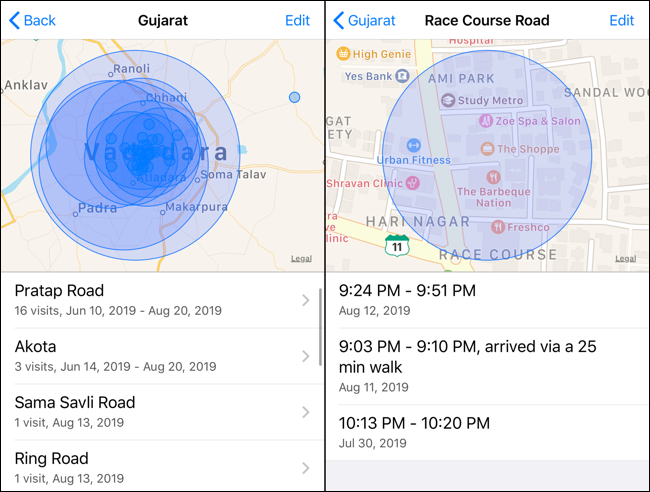 Back
Gujarat
Edit
Ranoli
Anklav
Chhani
Vadodara
Soma Talav
Padra
Makarpura
Legal
Pratap Road
16 visits, Jun 10, 2019 - Aug 20, 2019
Akota
3 visits, Jun 14, 2019 - Aug 20, 2019
Sama Savli Road
1 visit, Aug 13, 2019
Ring Road
1 visit, Aug 13, 2019
Gujarat
Race Course Road
Edit
Hospital
High Genie
Yes Bank
AMI PARK
Study Metro
SANDAL WOO
Zoe Spa & Salon
GAT
ETY
The Shoppe
Urban Fitness
Shravan Clinic
The Barbeque
Nation
HARI NAGAR
Freshco
ra
ve
linic
11
RACE COURSE
Legal
9:24 PM - 9:51 PM
Aug 12, 2019
9:03 PM - 9:10 PM, arrived via a 25
min walk
Aug 11, 2019
10:13 PM - 10:20 PM
Jul 30, 2019